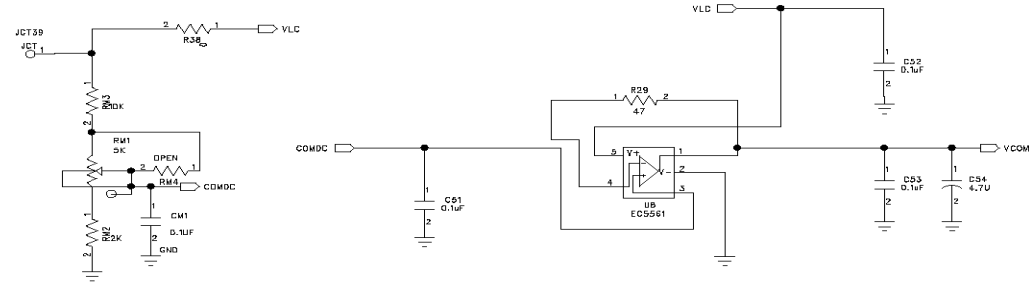 JCT39
JCT 1
2
R38
0
VLC
1
RM3
10K
2
RM1
5K
OPEN
2
1
RM4
COMDC
1
CM1
0.1UF
2
GND
RM2
2K
2
VLC
1
C52
0.1uF
2
R29
1
2
47
COMDC
5
V+
1
V-
2
4
3
U8
EC5561
1
C51
0.1uF
2
VCOM
1
C53
0.1uF
2
1
C54
4.7U
2